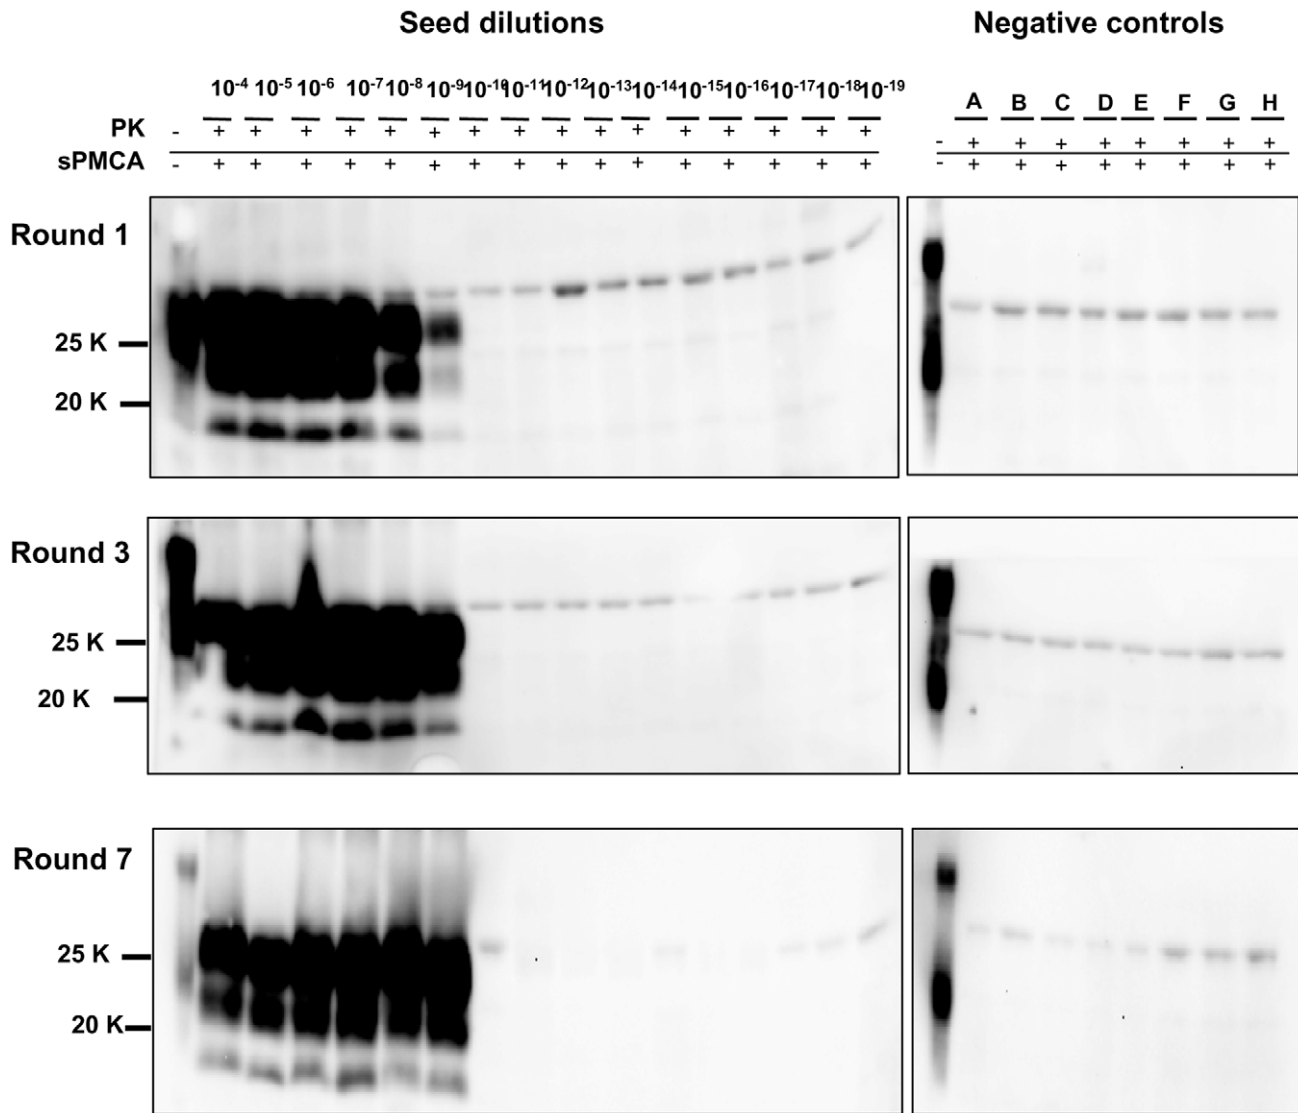 Seed dilutions Negative controls
10-4 10-5 10-6 10-7 10-8 10-9 10-10 10-11 10-12 10-13 10-14 10-15 10-16 10-17 10-18 10-19
A B C D E F G H
PK - + + + + + + + + + + + + + + + + - + + + + + + + +
sPMCA - + + + + + + + + + + + + + + + + - + + + + + + + +
Round 1
25 K
20 K
Round 3
25 K
20 K
Round 7
25 K
20 K